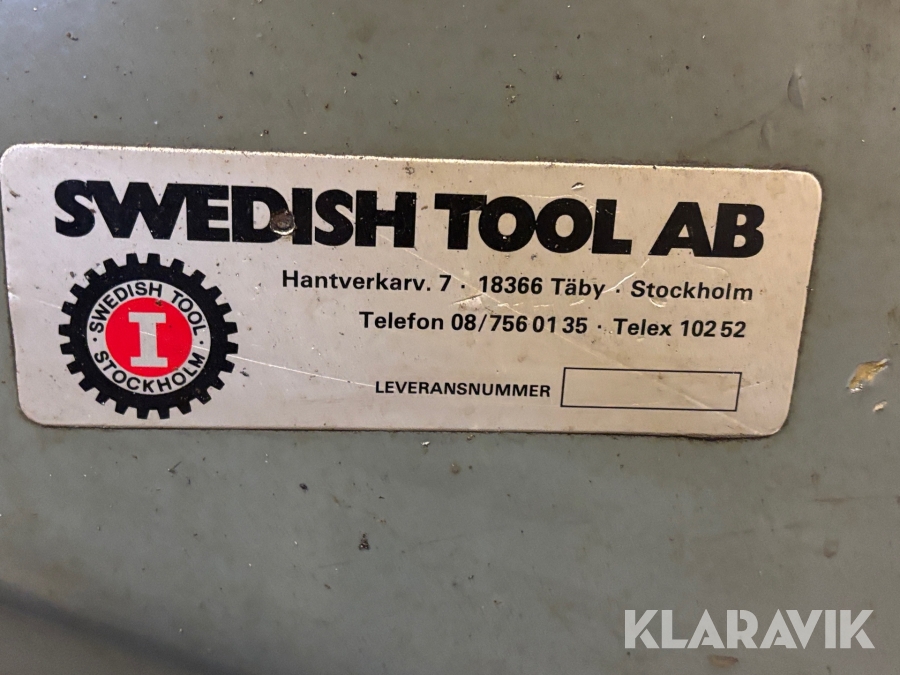 SWEDISH TOOL AB
Hantverkarv. 7 · 18366 Täby · Stockholm
Telefon 08/756 01 35 · Telex 102 52
LEVERANSNUMMER
· SWEDISH TOOL ·
STOCKHOLM
I
KLARAVIK